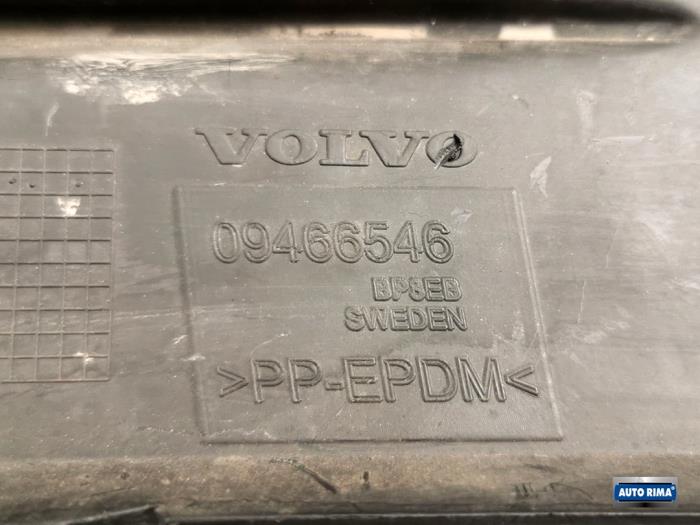 VOLVO
09466546
BP8EB
SWEDEN
>PP-EPDM<
AUTO RIMA